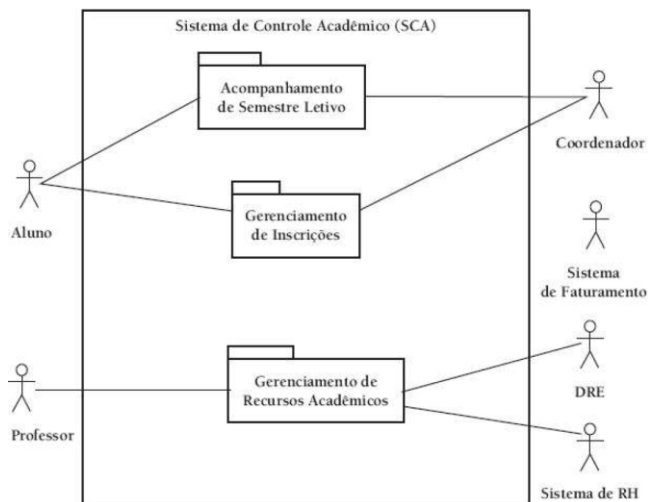 Sistema de Controle Acadêmico (SCA)
Acompanhamento
de Semestre Letivo
Coordenador
Aluno
Gerenciamento
de Inscrições
Sistema
de Faturamento
Professor
Gerenciamento de
Recursos Acadêmicos
DRE
Sistema de RH